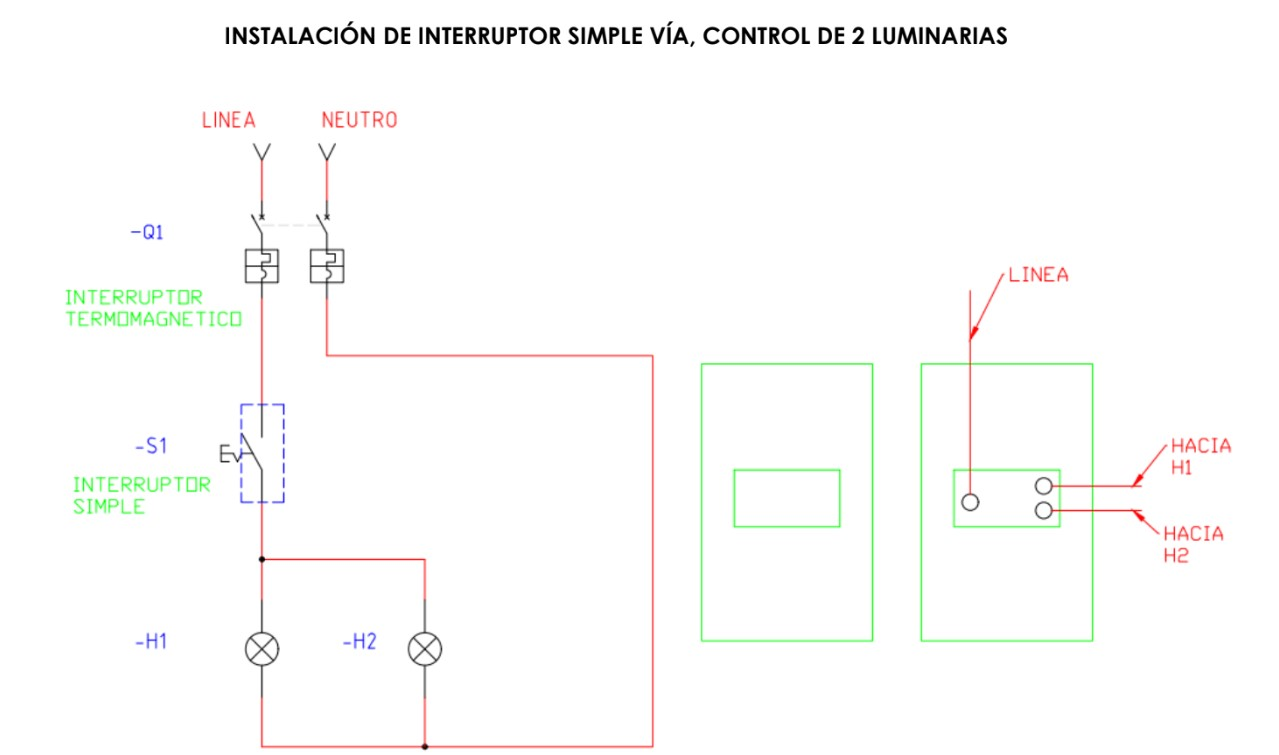 INSTALACIÓN DE INTERRUPTOR SIMPLE VÍA, CONTROL DE 2 LUMINARIAS
LINEA
NEUTRO
-Q1
INTERRUPTOR
TERMOMAGNETICO
-S1
INTERRUPTOR
SIMPLE
-H1
-H2
LINEA
HACIA
H1
HACIA
H2